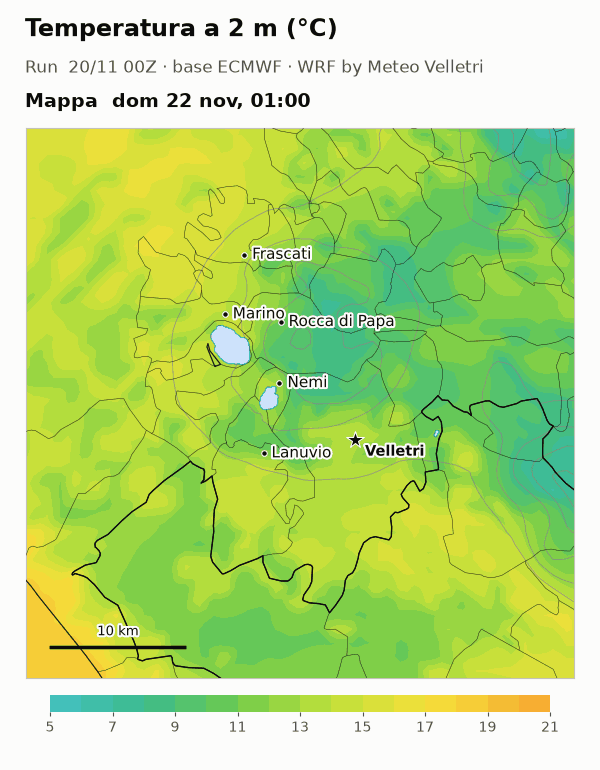 Temperatura a 2 m (°C)
Run  20/11 00Z · base ECMWF · WRF by Meteo Velletri
Mappa  dom 22 nov, 01:00
Frascati
Marino
Rocca di Papa
Nemi
Velletri
Lanuvio
10 km
5 7 9 11 13 15 17 19 21